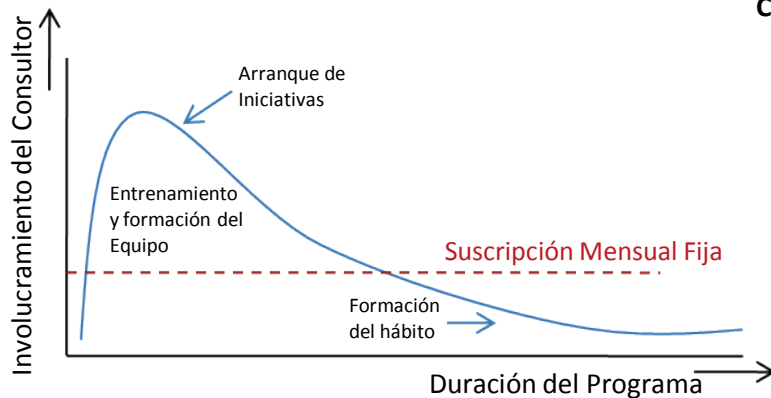 C
Involucramiento del Consultor
Arranque de
Iniciativas
Entrenamiento
y formación del
Equipo
Suscripción Mensual Fija
Formación
del hábito
Duración del Programa